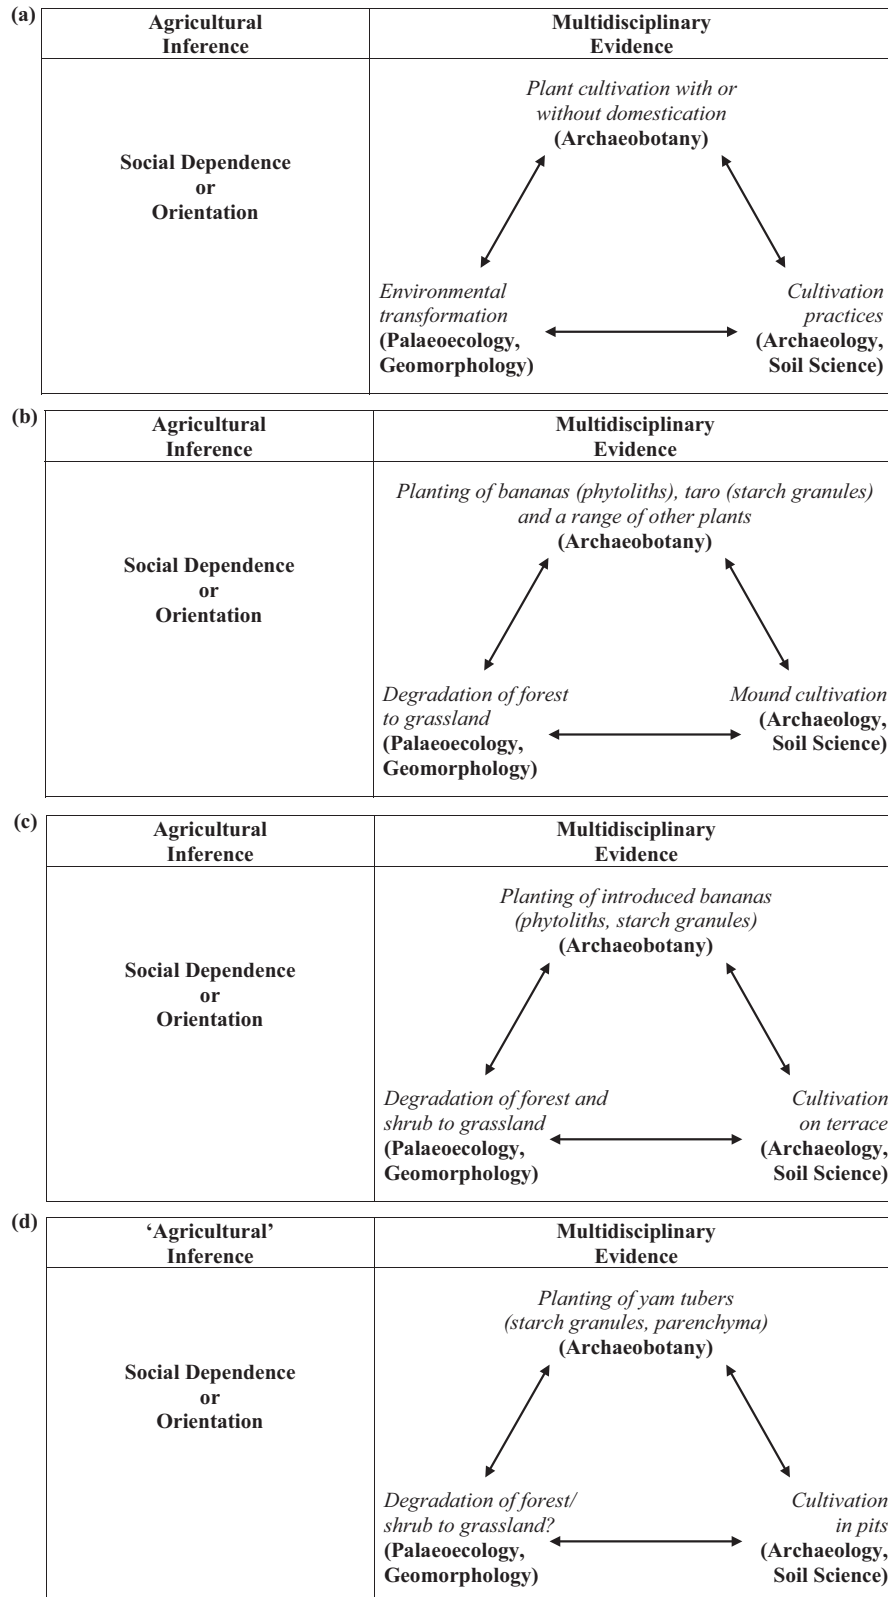 (a)
Agricultural
Inference
Multidisciplinary
Evidence
Social Dependence
or
Orientation
Plant cultivation with or
without domestication
(Archaeobotany)
Environmental
transformation
(Palaeoecology,
Geomorphology)
Cultivation
practices
(Archaeology,
Soil Science)
(b)
Agricultural
Inference
Multidisciplinary
Evidence
Social Dependence
or
Orientation
Planting of bananas (phytoliths), taro (starch granules)
and a range of other plants
(Archaeobotany)
Degradation of forest
to grassland
(Palaeoecology,
Geomorphology)
Mound cultivation
(Archaeology,
Soil Science)
(c)
Agricultural
Inference
Multidisciplinary
Evidence
Social Dependence
or
Orientation
Planting of introduced bananas
(phytoliths, starch granules)
(Archaeobotany)
Degradation of forest and
shrub to grassland
(Palaeoecology,
Geomorphology)
Cultivation
on terrace
(Archaeology,
Soil Science)
(d)
‘Agricultural’
Inference
Multidisciplinary
Evidence
Social Dependence
or
Orientation
Planting of yam tubers
(starch granules, parenchyma)
(Archaeobotany)
Degradation of forest/
shrub to grassland?
(Palaeoecology,
Geomorphology)
Cultivation
in pits
(Archaeology,
Soil Science)